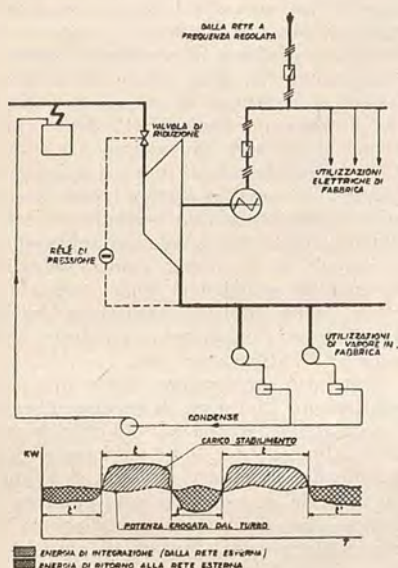 DALLA RETE A
FREQUENZA REGOLATA
VALVOLA DI
RIDUZIONE
UTILIZZAZIONI
ELETTRICHE DI
FABBRICA
RELÉ DI
PRESSIONE
UTILIZZAZIONI
DI VAPORE IN
FABBRICA
CONDENSE
KW
t
CARICO STABILIMENTO
t
t'
t'
t'
POTENZA EROGATA DAL TURBO
T
ENERGIA DI INTEGRAZIONE (DALLA RETE ESTERNA)
ENERGIA DI RITORNO ALLA RETE ESTERNA